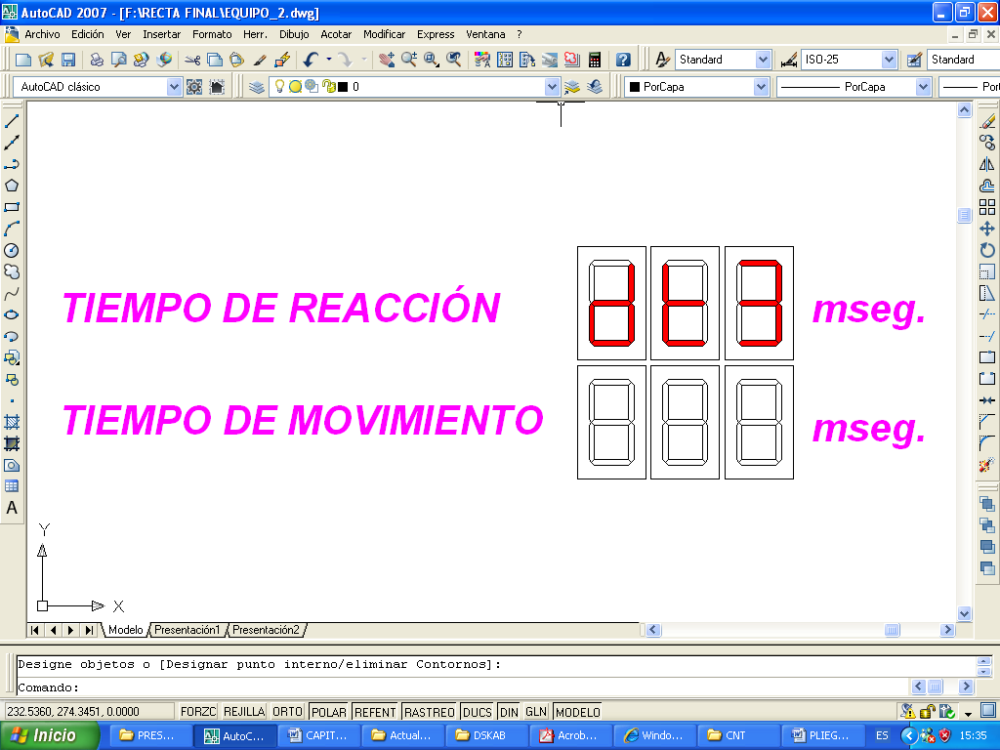 AutoCAD 2007 - [F:\RECTA FINAL\EQUIPO_2.dwg]
Archivo Edición Ver Insertar Formato Herr. Dibujo Acotar Modificar Express Ventana ?
Standard ISO-25 Standard
AutoCAD clásico 0 PorCapa PorCapa PorCa
TIEMPO DE REACCIÓN mseg.
TIEMPO DE MOVIMIENTO mseg.
Y
X
A
Modelo Presentación1 Presentación2
Designe objetos o [Designar punto interno/eliminar Contornos]:
Comando:
232.5360, 274.3451, 0.0000 FORZC REJILLA ORTO POLAR REFENT RASTREO DUCS DIN GLN MODELO
Inicio PRES... AutoC... CAPIT... Actual... DSKAB Acrob... Windo... CNT PLIEG... ES 15:35